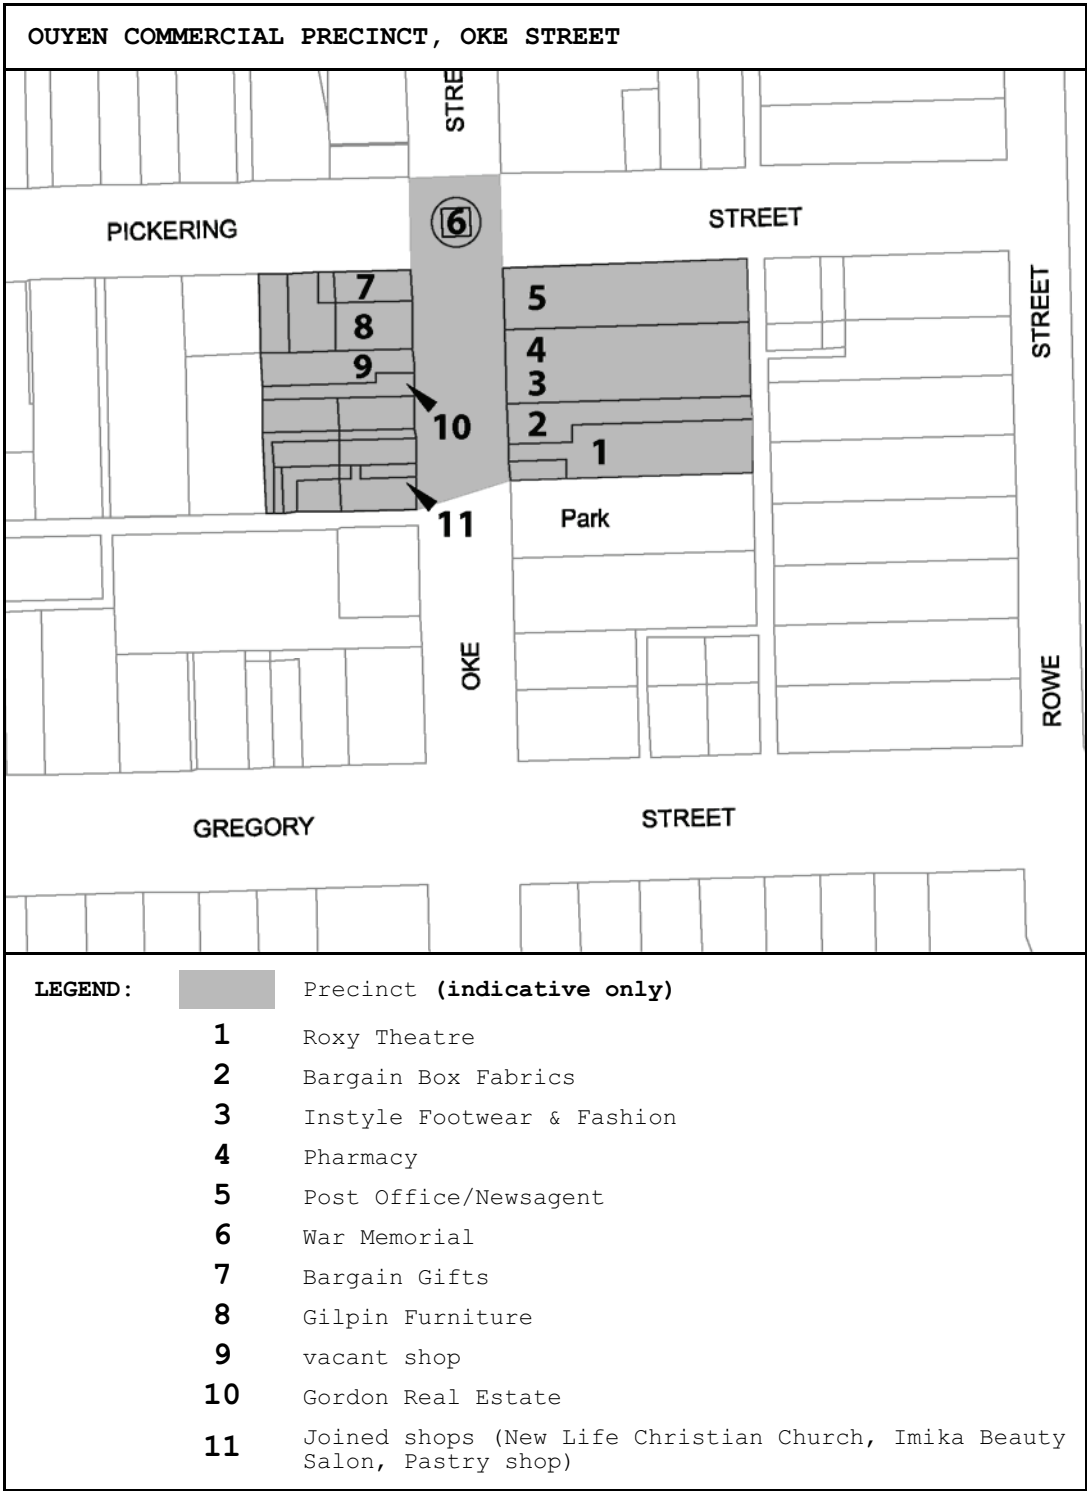 OUYEN COMMERCIAL PRECINCT, OKE STREET
STRE
PICKERING
STREET
6
7
8
9
10
11
5
4
3
2
1
Park
STREET
OKE
ROWE
GREGORY
STREET
LEGEND:
Precinct (indicative only)
1 Roxy Theatre
2 Bargain Box Fabrics
3 Instyle Footwear & Fashion
4 Pharmacy
5 Post Office/Newsagent
6 War Memorial
7 Bargain Gifts
8 Gilpin Furniture
9 vacant shop
10 Gordon Real Estate
11 Joined shops (New Life Christian Church, Imika Beauty
Salon, Pastry shop)